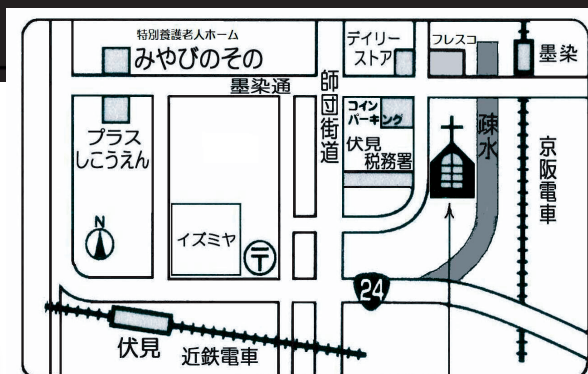 特別養護老人ホーム
みやびのその
デイリー
ストア
フレスコ
墨染
墨染通
師団街道
コイン
パーキング
プラス
しこうえん
伏見
税務署
疏水
京阪電車
N
イズミヤ
〒
24
伏見
近鉄電車